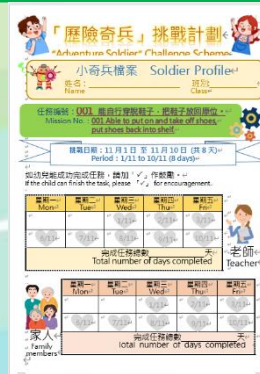 「歷險奇兵」挑戰計劃
"Adventure Soldier" Challenge Scheme
小奇兵檔案 Soldier Profile
姓名: 班別:
Name Class
任務編號:001 能自行穿脫鞋子,把鞋子放回原位。
Mission No.: 001 Able to put on and take off shoes,
put shoes back into shelf.
挑戰日期:11月1日 至 11月10日 (共 8 天)
Period : 1/11 to 10/11 (8 days)
如幼兒能成功完成任務,請加「✓」作鼓勵。
If the child can finish the task, please「✓」for encouragement.
星期一 星期二 星期三 星期四 星期五
Mon Tue Wed Thu Fri
完成任務總數 天
Total number of days completed
老師
Teacher
星期一 星期二 星期三 星期四 星期五
Mon Tue Wed Thu Fri
完成任務總數 天
Total number of days completed
家人
Family
members